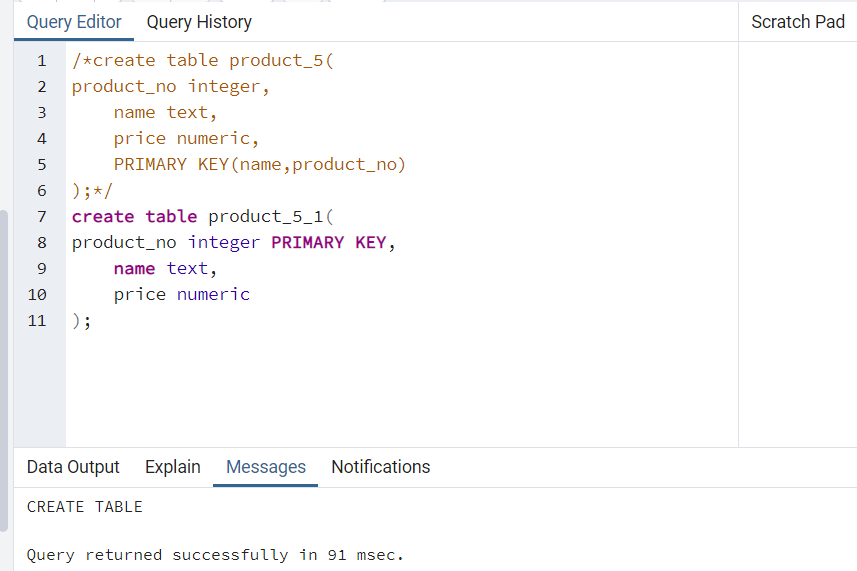 Query Editor Query History Scratch Pad
1 /*create table product_5(
2 product_no integer,
3     name text,
4     price numeric,
5     PRIMARY KEY(name,product_no)
6 );*/
7 create table product_5_1(
8 product_no integer PRIMARY KEY,
9     name text,
10     price numeric
11 );
Data Output Explain Messages Notifications
CREATE TABLE
Query returned successfully in 91 msec.